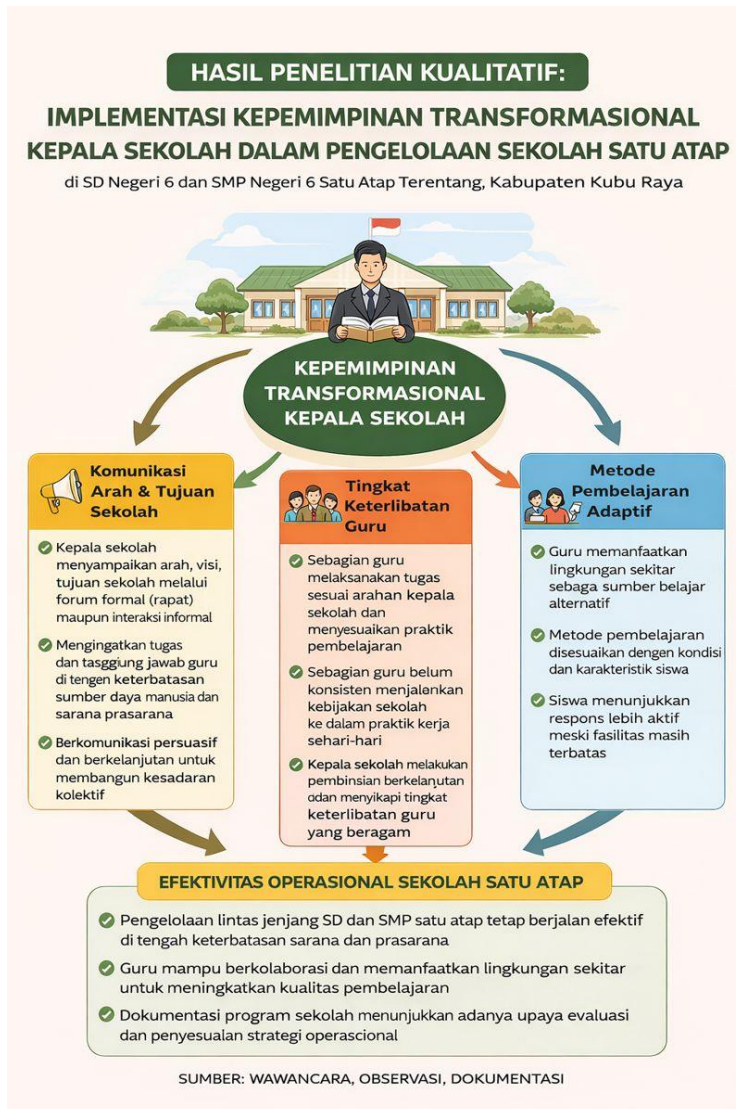 HASIL PENELITIAN KUALITATIF:
IMPLEMENTASI KEPEMIMPINAN TRANSFORMASIONAL
KEPALA SEKOLAH DALAM PENGELOLAAN SEKOLAH SATU ATAP
di SD Negeri 6 dan SMP Negeri 6 Satu Atap Terentang, Kabupaten Kubu Raya
KEPEMIMPINAN
TRANSFORMASIONAL
KEPALA SEKOLAH
Komunikasi
Arah & Tujuan
Sekolah
Kepala sekolah
menyampaikan arah, visi,
tujuan sekolah melalui
forum formal (rapat)
maupun interaksi informal
Mengingatkan tugas
dan tasggiung jawab guru
di tengen keterbatasan
sumber daya manusia dan
sarana prasarana
Berkomunikasi persuasif
dan berkelanjutan untuk
membangun kesadaran
kolektif
Tingkat
Keterlibatan
Guru
Sebagian guru
melaksanakan tugas
sesuai arahan kepala
sekolah dan
menyesuaikan praktik
pembelajaran
Sebagian guru belum
konsisten menjalenkan
kebijakan sekolah
ke dalam praktik kerja
sehari-hari
Kepala sekolah melakukan
pembinsian berkelanjutan
odan menyikapi tingkat
keterlibatan guru
yang beragam
Metode
Pembelajaran
Adaptif
Guru memanfaatkan
lingkungan sekitar
sebaga sumber belajar
alternatif
Metode pembelajaran
disesuaikan dengan kondisi
dan karakteristik siswa
Siswa menunjukkan
respons lebih aktif
meski fasilitas masih
terbatas
EFEKTIVITAS OPERASIONAL SEKOLAH SATU ATAP
Pengelolaan lintas jenjang SD dan SMP satu atap tetap berjalan efektif
di tengah keterbatasan sarana dan prasarana
Guru mampu berkolaborasi dan memanfaatkan lingkungan sekitar
untuk meningkatkan kualitas pembelajaran
Dokumentasi program sekolah menunjukkan adanya upaya evaluasi
dan penyesualan strategi operascional
SUMBER: WAWANCARA, OBSERVASI, DOKUMENTASI